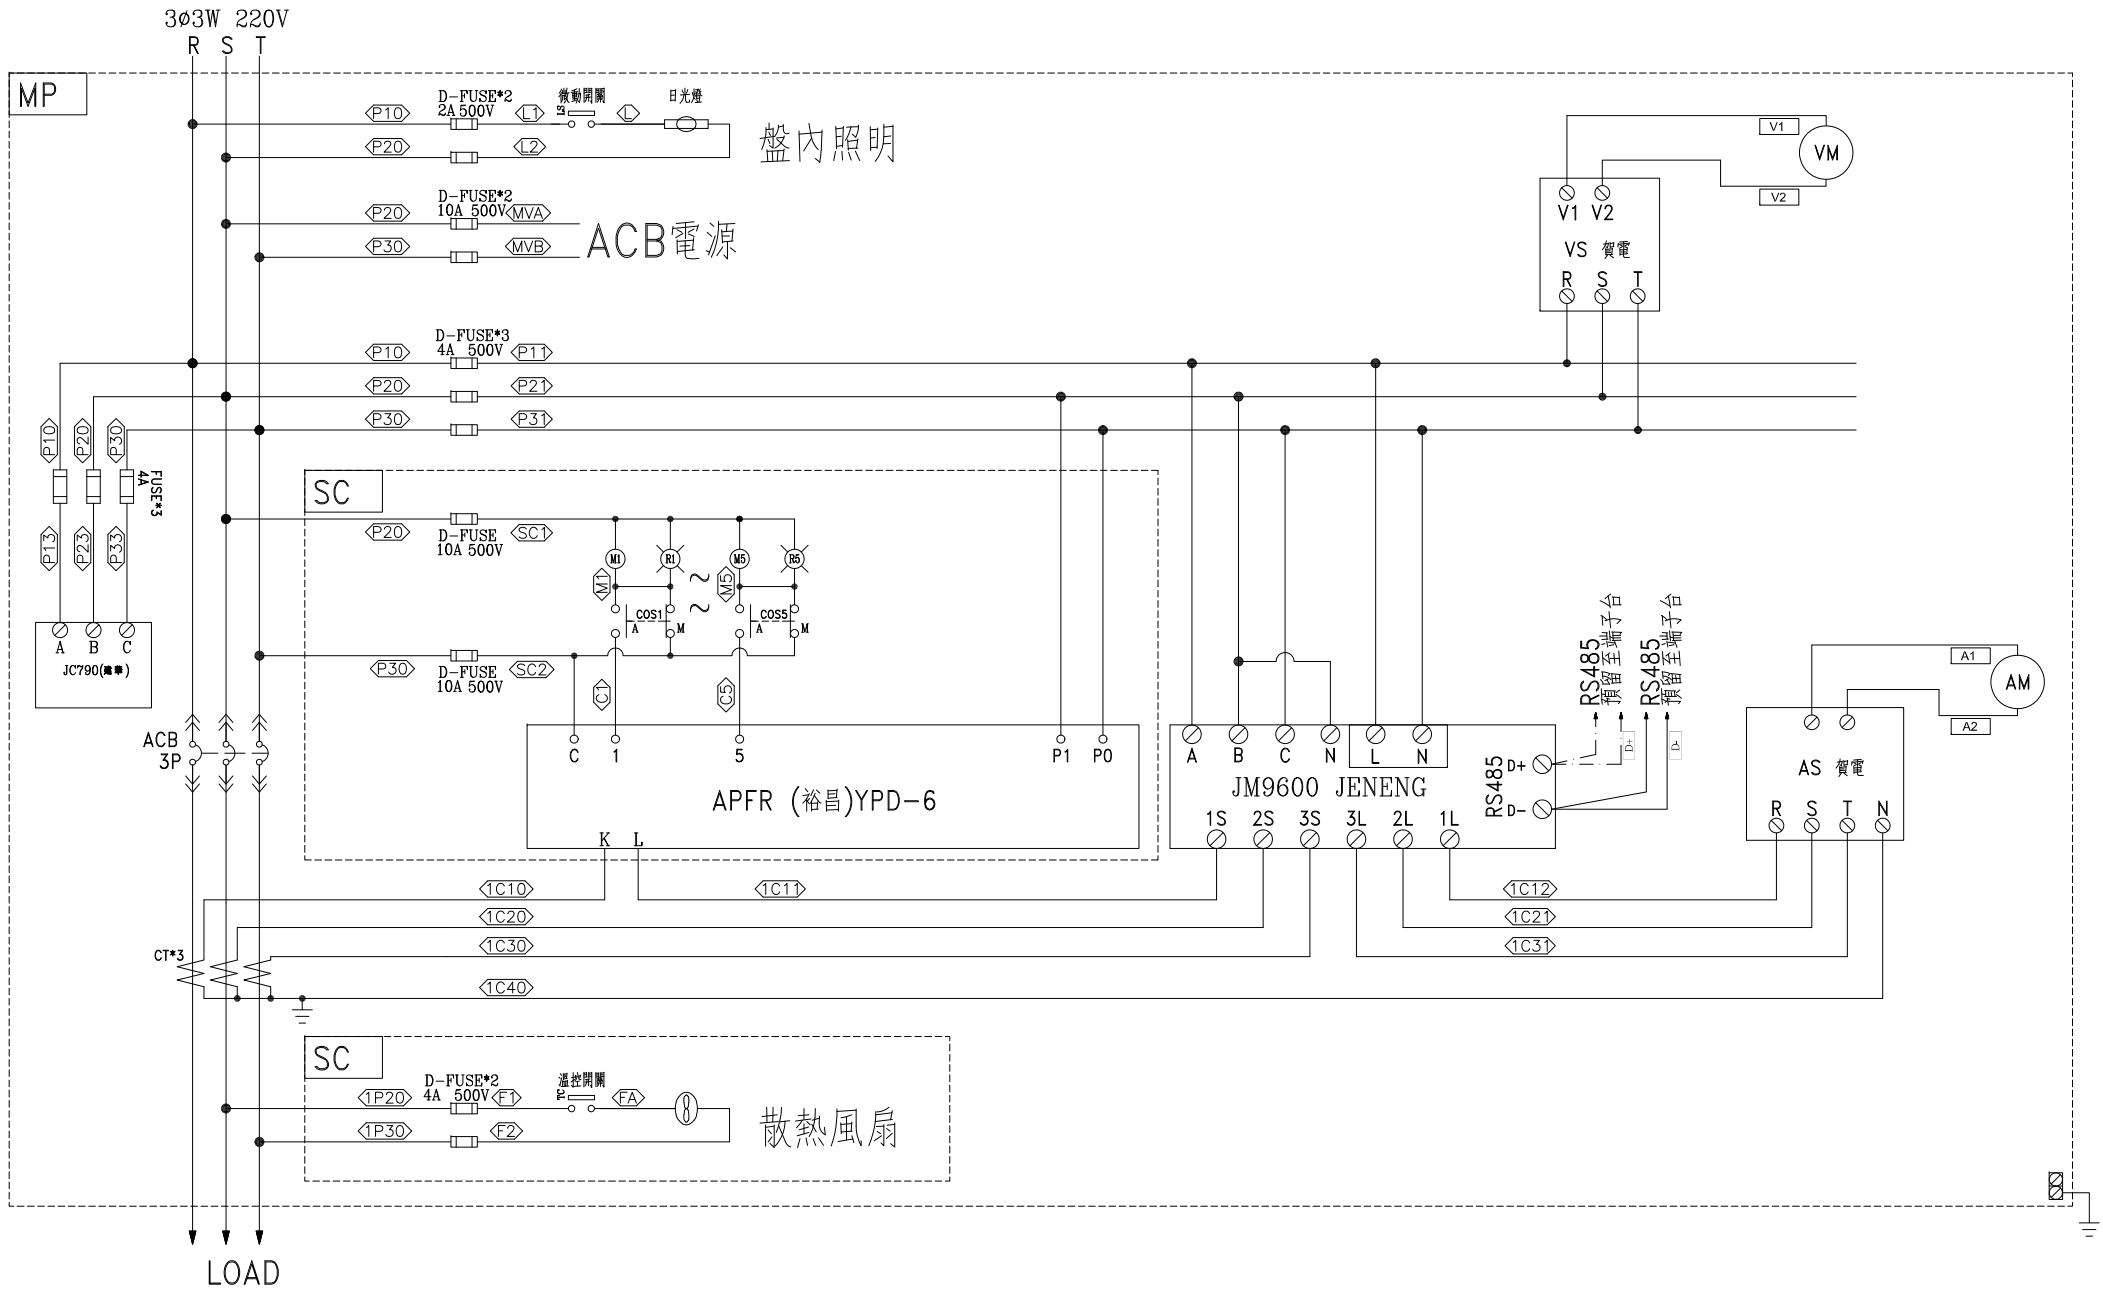 3ø3W 220V
R S T
MP
P10
D-FUSE*2
2A 500V
L1
LS
微動開關
L
日光燈
P20
L2
盤內照明
D-FUSE*2
P20
10A 500V
MVA
P30
MVB
ACB電源
V1
VM
V2
V1 V2
VS 賀電
R S T
D-FUSE*3
P10
4A 500V
P11
P20
P21
P30
P31
P10
P20
P30
FUSE*3
4A
P13
P23
P33
A B C
JC790(建華)
SC
P20
D-FUSE
10A 500V
SC1
M1
R1
M5
R5
M1
M5
~
~
COS1
A
M
COS5
A
M
P30
D-FUSE
10A 500V
SC2
C1
C5
C 1 5 P1 P0
APFR (裕昌)YPD-6
K L
ACB
3P
A B C N L N
JM9600 JENENG
1S 2S 3S 3L 2L 1L
RS485
D+
D-
RS485
預留至端子台
RS485
預留至端子台
D+
D-
A1
AM
A2
AS 賀電
R S T N
1C10
1C11
1C12
1C20
1C21
1C30
1C31
CT*3
1C40
SC
1P20
D-FUSE*2
4A 500V
F1
TC
溫控開關
FA
1P30
F2
散熱風扇
LOAD